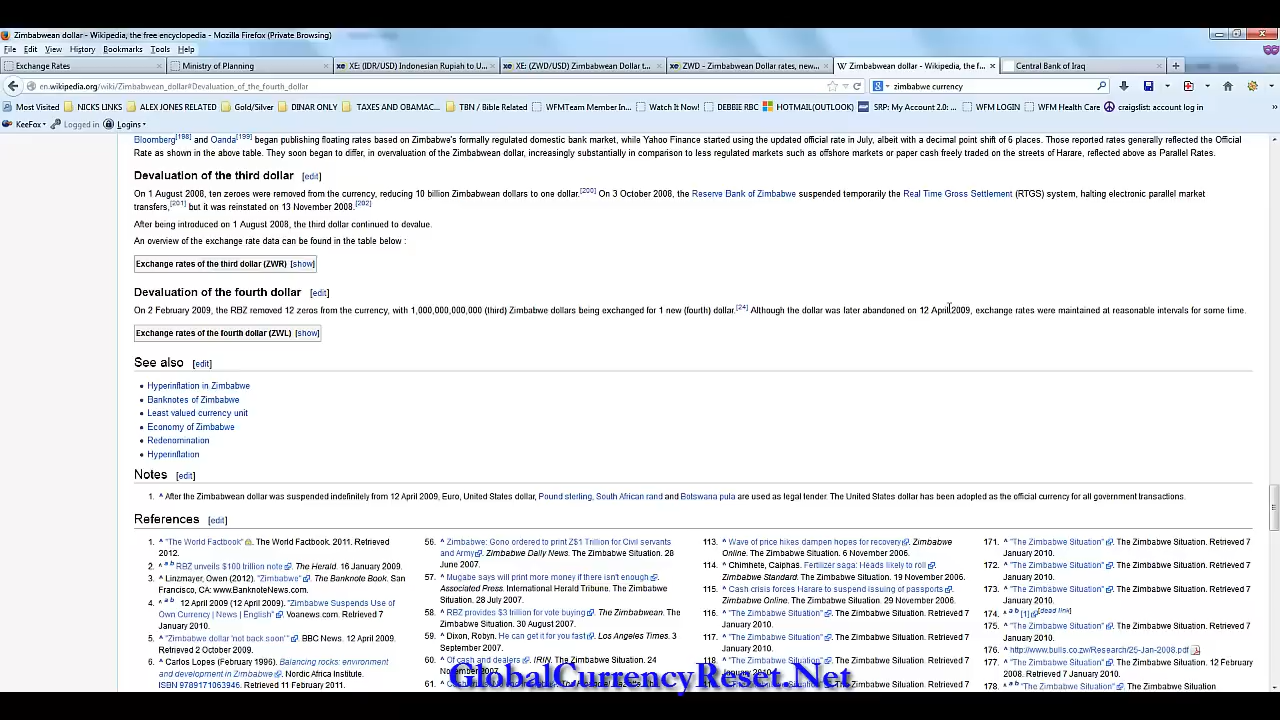 Zimbabwean dollar - Wikipedia, the free encyclopedia - Mozilla Firefox (Private Browsing)
File Edit View History Bookmarks Tools Help
Exchange Rates × Ministry of Planning × XE: (IDR/USD) Indonesian Rupiah to U... × XE: (ZWD/USD) Zimbabwean Dollar t... × ZWD - Zimbabwean Dollar rates, new... × Zimbabwean dollar - Wikipedia, the f... × Central Bank of Iraq ×
en.wikipedia.org/wiki/Zimbabwean_dollar#Devaluation_of_the_fourth_dollar zimbabwe currency
Most Visited NICKS LINKS ALEX JONES RELATED Gold/Silver DINAR ONLY TAXES AND OBAMAC... TBN / Bible Related WFMTeam Member In... Watch It Now! DEBBIE RBC HOTMAIL(OUTLOOK) SRP: My Account 2.0: ... WFM LOGIN WFM Health Care craigslist: account log in
KeeFox Logged in Logins
Bloomberg[198] and Oanda[199] began publishing floating rates based on Zimbabwe's formally regulated domestic bank market, while Yahoo Finance started using the updated official rate in July, albeit with a decimal point shift of 6 places. Those reported rates generally reflected the Official
Rate as shown in the above table. They soon began to differ, in overvaluation of the Zimbabwean dollar, increasingly substantially in comparison to less regulated markets such as offshore markets or paper cash freely traded on the streets of Harare, reflected above as Parallel Rates.
Devaluation of the third dollar [edit]
On 1 August 2008, ten zeroes were removed from the currency, reducing 10 billion Zimbabwean dollars to one dollar.[200] On 3 October 2008, the Reserve Bank of Zimbabwe suspended temporarily the Real Time Gross Settlement (RTGS) system, halting electronic parallel market
transfers,[201] but it was reinstated on 13 November 2008.[202]
After being introduced on 1 August 2008, the third dollar continued to devalue.
An overview of the exchange rate data can be found in the table below :
Exchange rates of the third dollar (ZWR) [show]
Devaluation of the fourth dollar [edit]
On 2 February 2009, the RBZ removed 12 zeros from the currency, with 1,000,000,000,000 (third) Zimbabwe dollars being exchanged for 1 new (fourth) dollar.[24] Although the dollar was later abandoned on 12 April 2009, exchange rates were maintained at reasonable intervals for some time.
Exchange rates of the fourth dollar (ZWL) [show]
See also [edit]
Hyperinflation in Zimbabwe
Banknotes of Zimbabwe
Least valued currency unit
Economy of Zimbabwe
Redenomination
Hyperinflation
Notes [edit]
1. ^ After the Zimbabwean dollar was suspended indefinitely from 12 April 2009, Euro, United States dollar, Pound sterling, South African rand and Botswana pula are used as legal tender. The United States dollar has been adopted as the official currency for all government transactions.
References [edit]
1. ^ "The World Factbook". The World Factbook. 2011. Retrieved
2012.
2. ^ a b RBZ unveils $100 trillion note. The Herald. 16 January 2009.
3. ^ Linzmayer, Owen (2012). "Zimbabwe". The Banknote Book. San
Francisco, CA: www.BanknoteNews.com.
4. ^ a b 12 April 2009 (12 April 2009). "Zimbabwe Suspends Use of
Own Currency | News | English". Voanews.com. Retrieved 7
January 2010.
5. ^ "Zimbabwe dollar 'not back soon'". BBC News. 12 April 2009.
Retrieved 2 October 2009.
6. ^ Carlos Lopes (February 1996). Balancing rocks: environment
and development in Zimbabwe. Nordic Africa Institute.
ISBN 9789171063946. Retrieved 11 February 2011.
56. ^ Zimbabwe: Gono ordered to print Z$1 Trillion for Civil servants
and Army. Zimbabwe Daily News. The Zimbabwe Situation. 28
June 2007.
57. ^ Mugabe says will print more money if there isn't enough.
Associated Press. International Herald Tribune. The Zimbabwe
Situation. 28 July 2007.
58. ^ RBZ provides $3 trillion for vote buying. The Zimbabwean. The
Zimbabwe Situation. 30 August 2007.
59. ^ Dixon, Robyn. He can get it for you fast. Los Angeles Times. 3
September 2007.
60. ^ Of cash and dealers. IRIN. The Zimbabwe Situation. 24
November 2007.
61.
113. ^ Wave of price hikes dampen hopes for recovery. Zimbabwe
Online. The Zimbabwe Situation. 6 November 2006.
114. ^ Chimhete, Caiphas. Fertilizer saga: Heads likely to roll.
Zimbabwe Standard. The Zimbabwe Situation. 19 November 2006.
115. ^ Cash crisis forces Harare to suspend issuing of passports.
Zimbabwe Online. The Zimbabwe Situation. 29 November 2006.
116. ^ "The Zimbabwe Situation". The Zimbabwe Situation. Retrieved 7
January 2010.
117. ^ "The Zimbabwe Situation". The Zimbabwe Situation. Retrieved 7
January 2010.
118. ^ "The Zimbabwe Situation". The Zimbabwe Situation. Retrieved 7
January 2010.
^ "The Zimbabwe Situation". The Zimbabwe Situation. Retrieved 7
171. ^ "The Zimbabwe Situation". The Zimbabwe Situation. Retrieved 7
January 2010.
172. ^ "The Zimbabwe Situation". The Zimbabwe Situation. Retrieved 7
January 2010.
173. ^ "The Zimbabwe Situation". The Zimbabwe Situation. Retrieved 7
January 2010.
174. ^ a b [1] [dead link]
175. ^ "The Zimbabwe Situation". The Zimbabwe Situation. Retrieved 7
January 2010.
176. ^ http://www.bulls.co.zw/Research/25-Jan-2008.pdf
177. ^ "The Zimbabwe Situation". The Zimbabwe Situation. 12 February
2008. Retrieved 7 January 2010.
178. ^ "The Zimbabwe Situation". The Zimbabwe Situation
GlobalCurrencyReset.Net